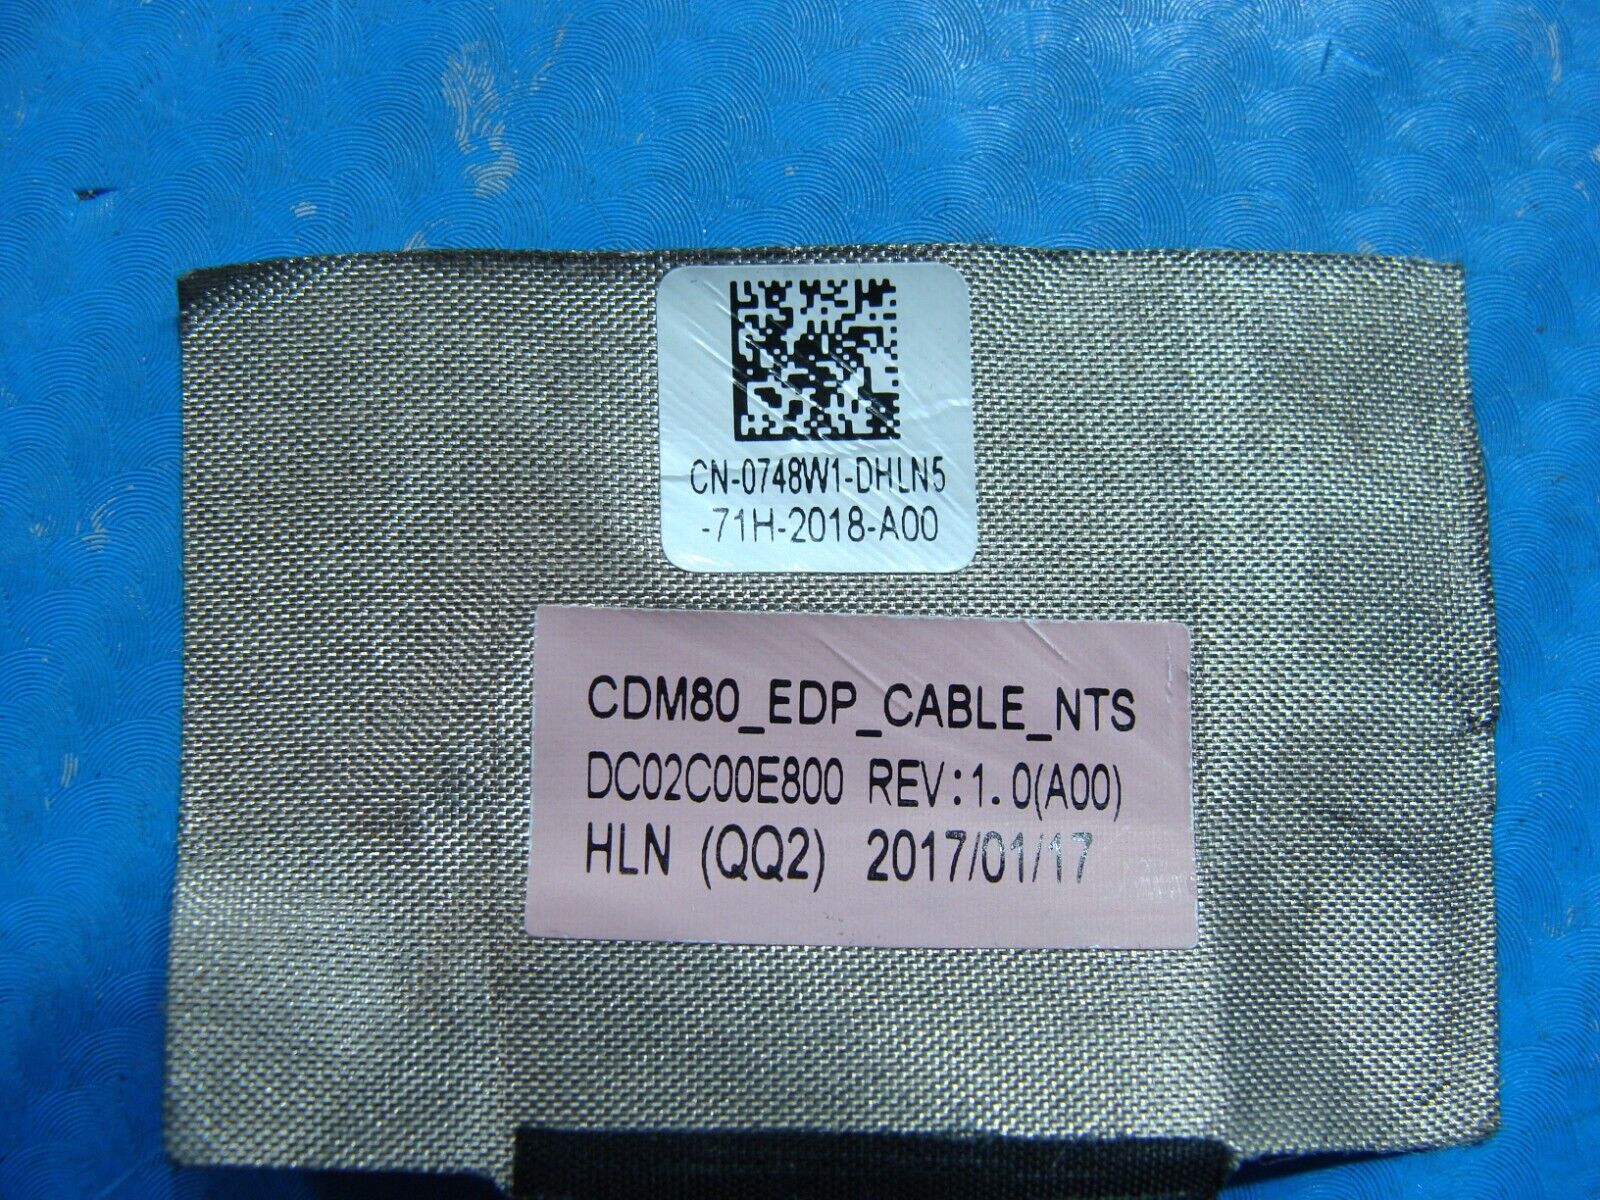 CN-0748W1-DHLN5
-71H-2018-A00
CDM80_EDP_CABLE_NTS
DC02C00E800 REV:1.0(A00)
HLN (QQ2) 2017/01/17